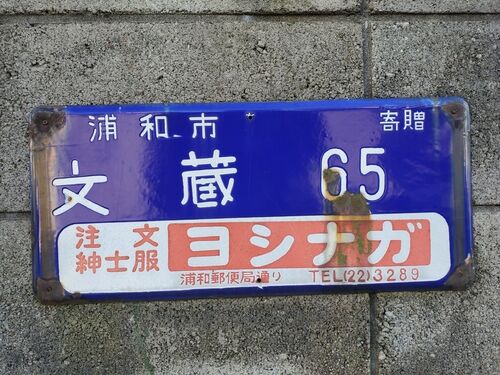 浦和市 寄贈
文蔵 65
注文 紳士服 ヨシナガ
浦和郵便局通り TEL(22)3289